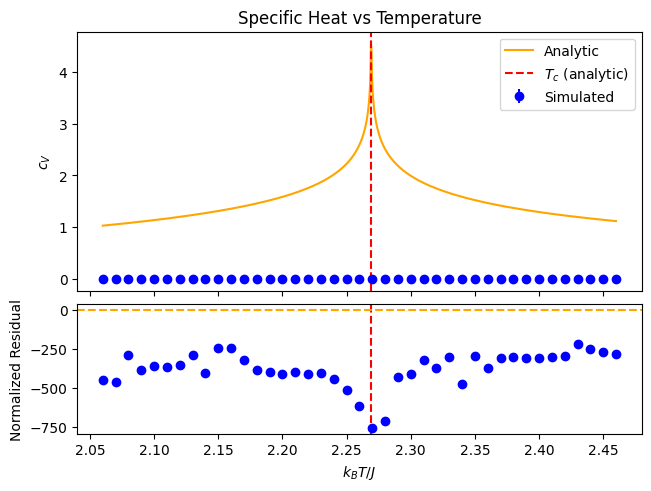 Specific Heat vs Temperature
Analytic
T_c (analytic)
Simulated
c_V
4
3
2
1
0
Normalized Residual
0
−250
−500
−750
2.05 2.10 2.15 2.20 2.25 2.30 2.35 2.40 2.45
k_BT/J